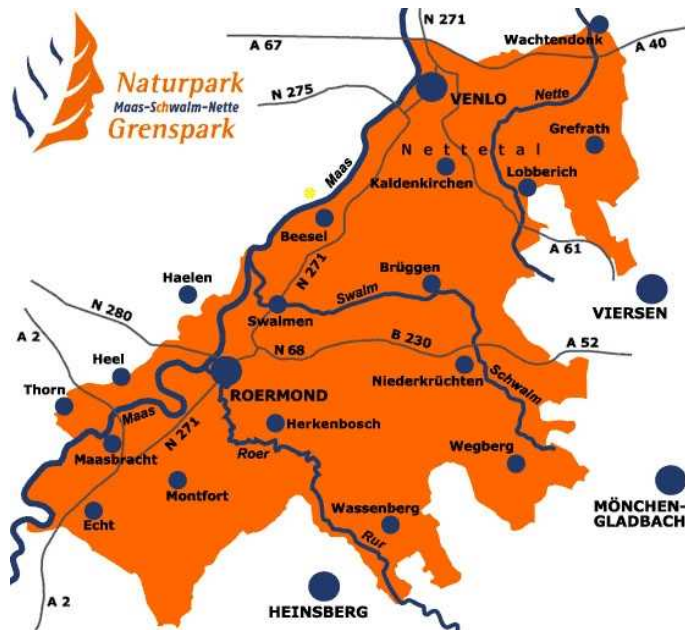 N 271
Wachtendonk
A 67
A 40
Naturpark
Maas-Schwalm-Nette
Grenspark
N 275
VENLO
Nette
Grefrath
Nettetal
Maas
Kaldenkirchen
Lobberich
Beesel
A 61
N 271
Brüggen
Haelen
Swalm
VIERSEN
N 280
Swalmen
A 2
B 230
A 52
Heel
N 68
Thorn
Niederkrüchten
Schwalm
ROERMOND
Maas
N 271
Herkenbosch
Roer
Maasbracht
Wegberg
Montfort
MÖNCHEN-
GLADBACH
Echt
Wassenberg
Rur
A 2
HEINSBERG